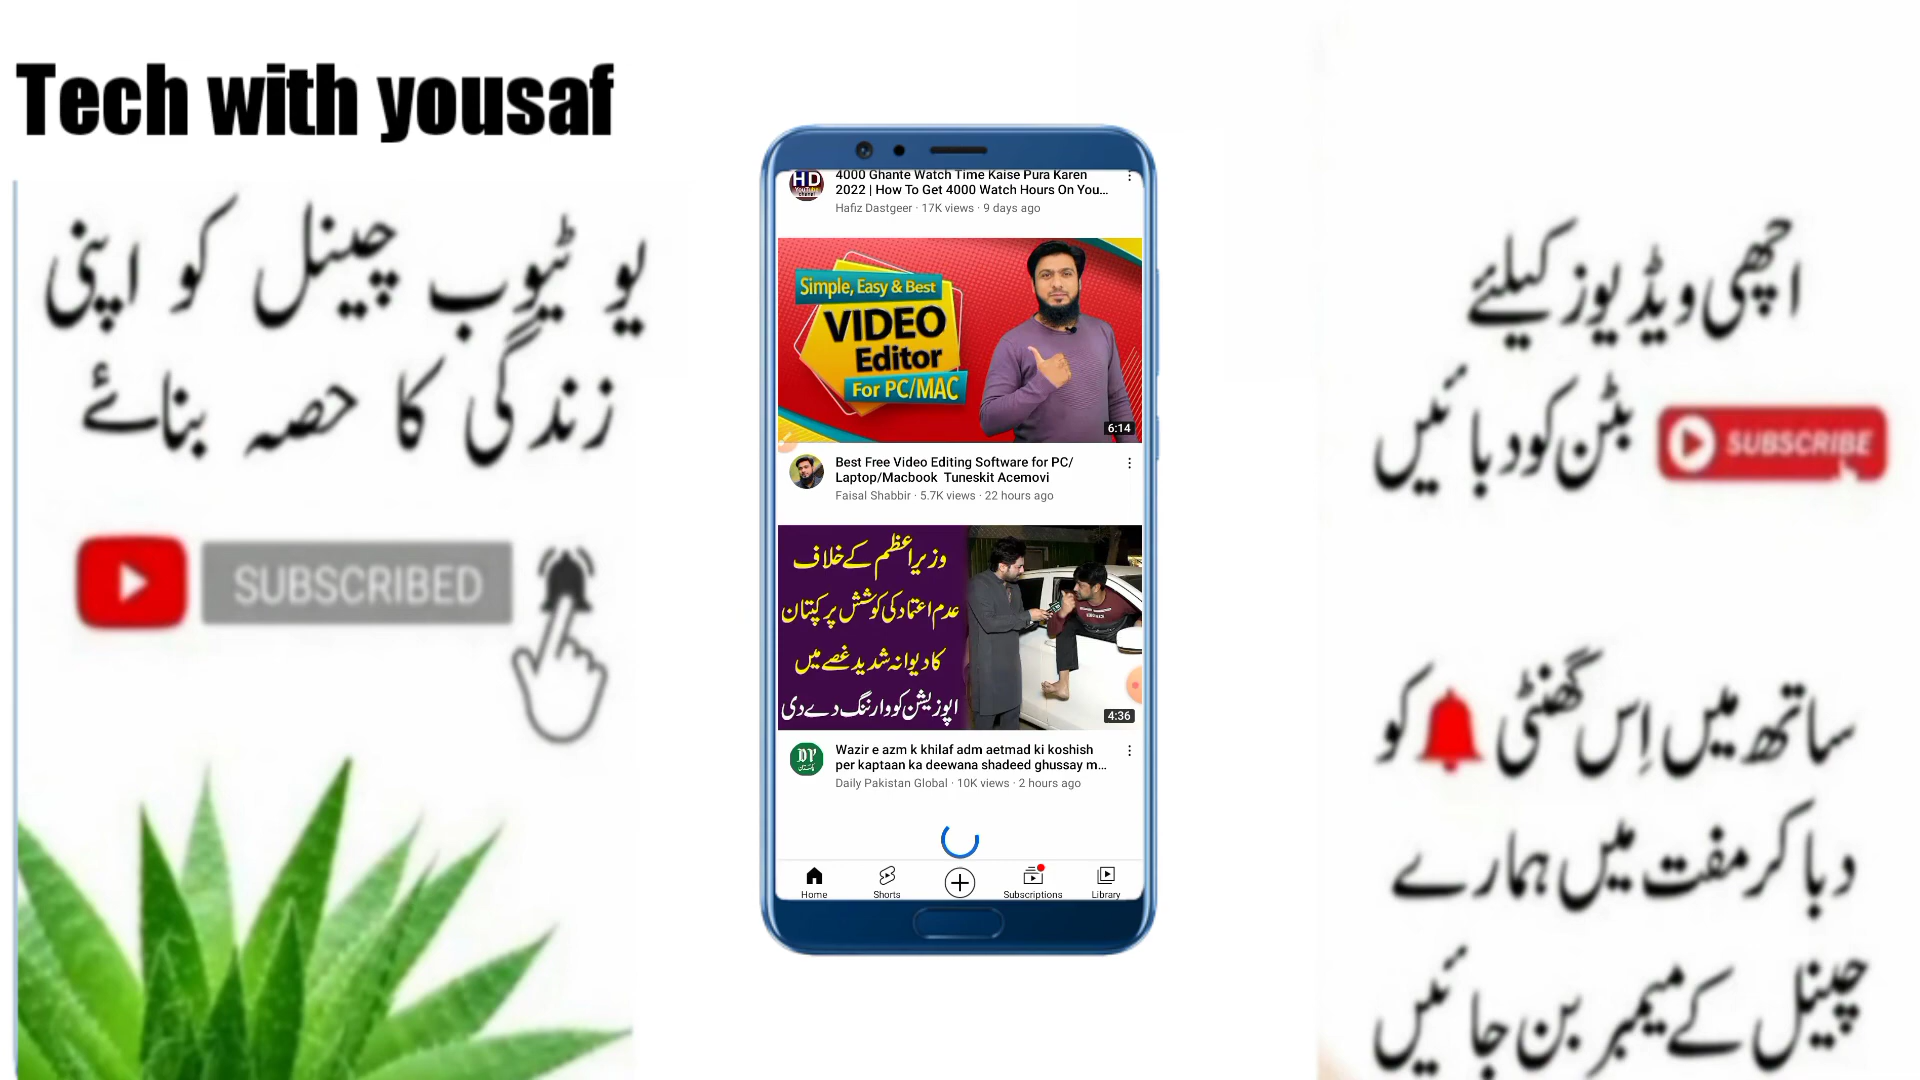 Tech with yousaf
یو ٹیوب چینل کو اپنی
زندگی کا حصہ بنائے
SUBSCRIBED
HD
4000 Ghante Watch Time Kaise Pura Karen
2022 | How To Get 4000 Watch Hours On You...
Hafiz Dastgeer · 17K views · 9 days ago
Simple, Easy & Best
VIDEO
Editor
For PC/MAC
6:14
Best Free Video Editing Software for PC/
Laptop/Macbook Tuneskit Acemovi
Faisal Shabbir · 5.7K views · 22 hours ago
وزیراعظم کے خلاف
عدم اعتماد کی کوشش پر کپتان
کا دیوانہ شدید غصے میں
اپوزیشن کو وارننگ دے دی
4:36
Wazir e azm k khilaf adm aetmad ki koshish
per kaptaan ka deewana shadeed ghussay m...
Daily Pakistan Global · 10K views · 2 hours ago
Home
Shorts
Subscriptions
Library
اچھی ویڈیوز کیلئے
SUBSCRIBE بٹن کو دبائیں
ساتھ میں اِس گھنٹی کو
دبا کر مفت میں ہمارے
چینل کے میمبر بن جائیں